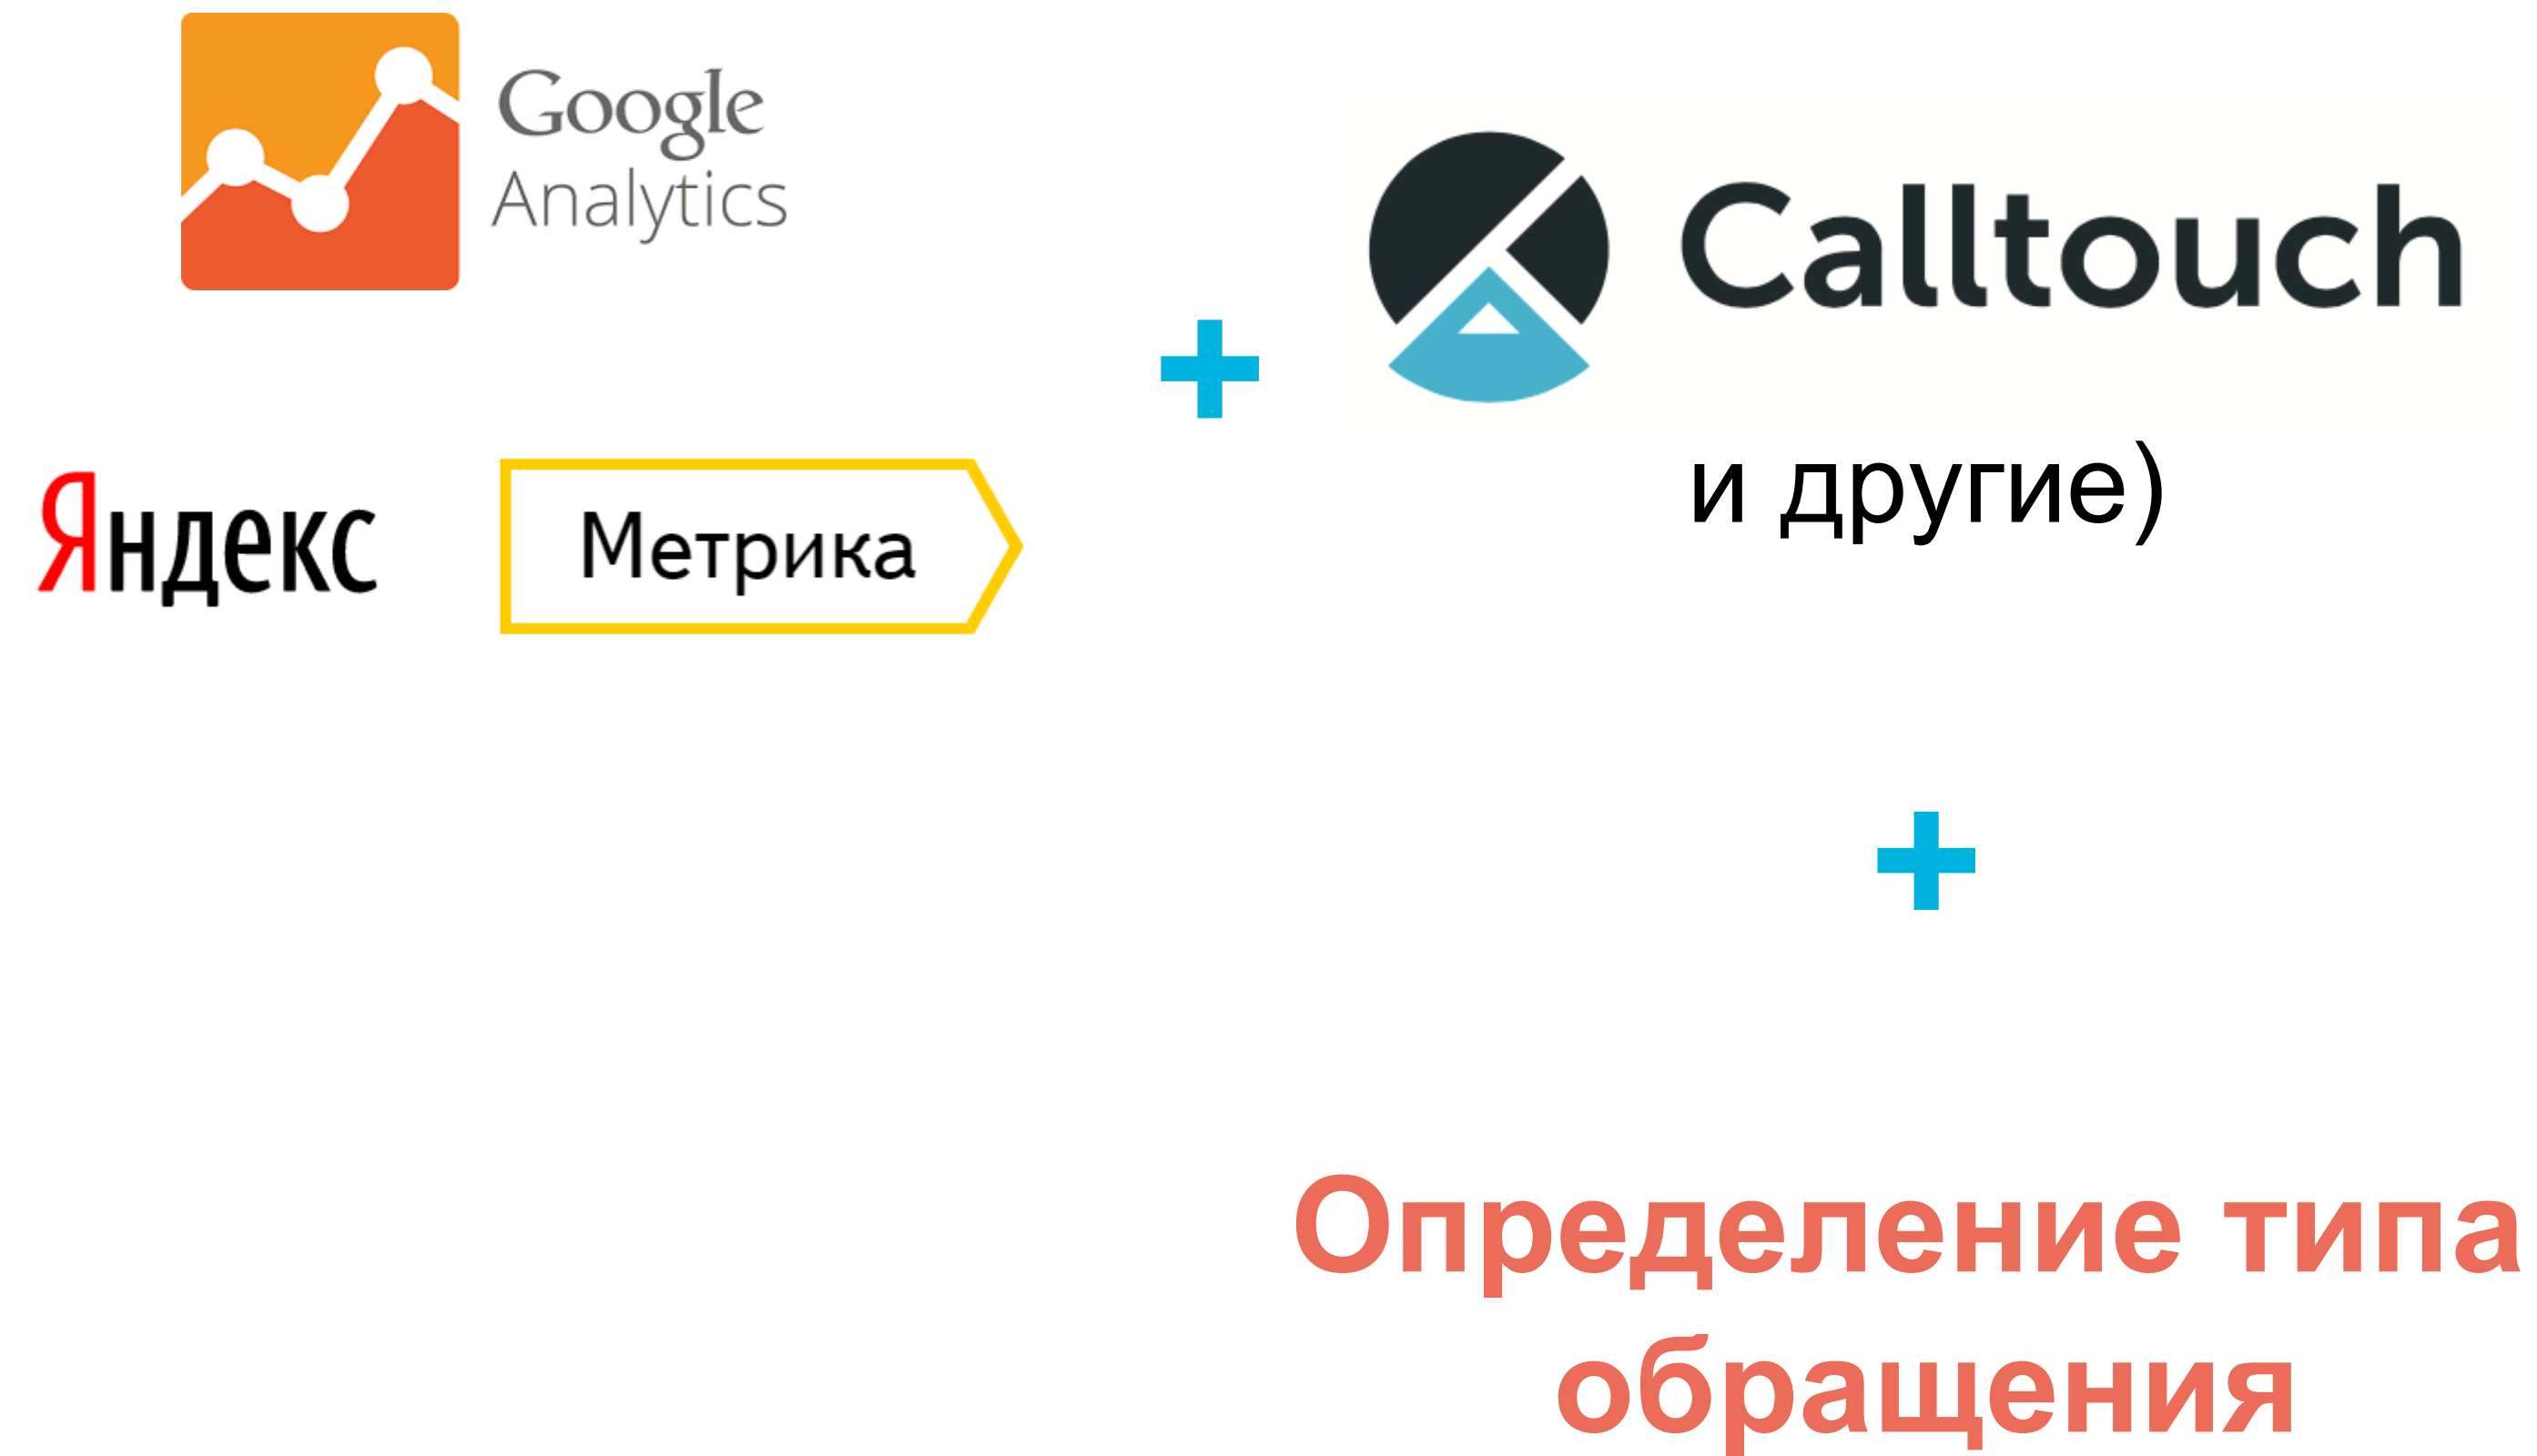 Google
Analytics
Яндекс
Метрика
+
Calltouch
и другие)
+
Определение типа
обращения